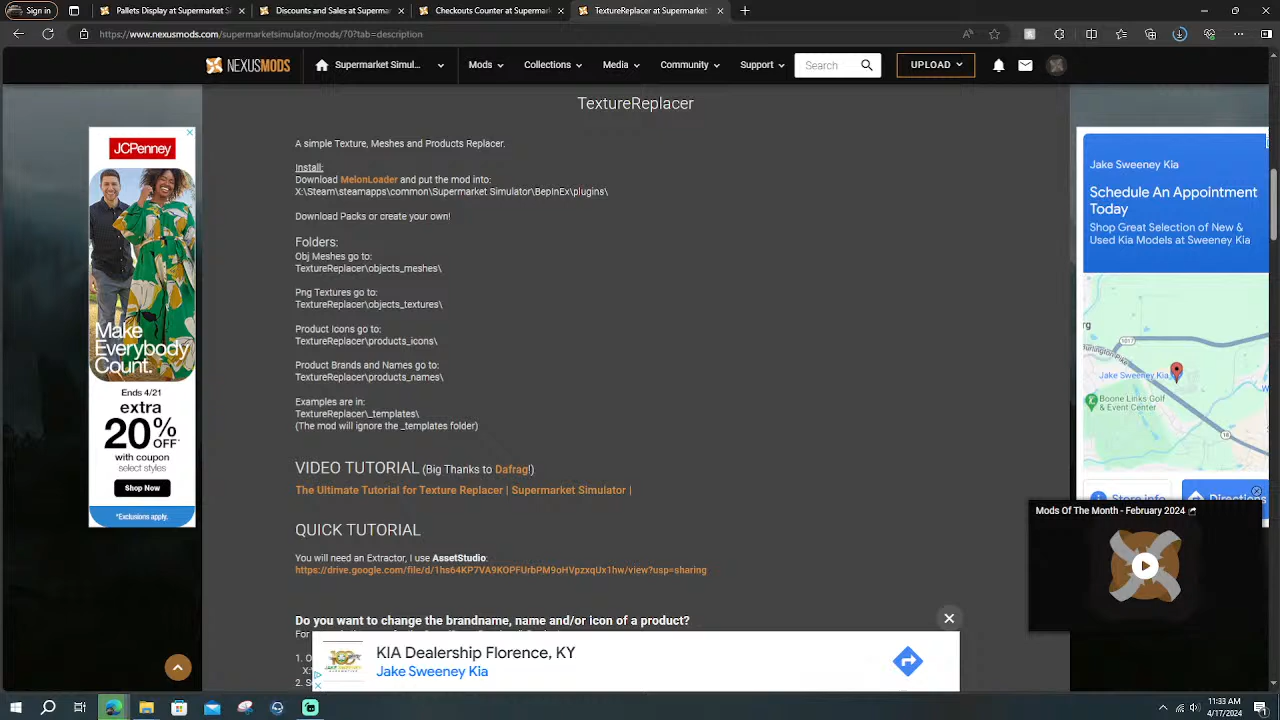 Sign in
Pallets Display at Supermarket Si
Discounts and Sales at Superma
Checkouts Counter at Supermark
TextureReplacer at Supermarket
https://www.nexusmods.com/supermarketsimulator/mods/70?tab=description
NEXUSMODS
Supermarket Simul...
Mods
Collections
Media
Community
Support
Search
UPLOAD
TextureReplacer
A simple Texture, Meshes and Products Replacer.
Install:
Download MelonLoader and put the mod into:
X:\Steam\steamapps\common\Supermarket Simulator\BepInEx\plugins\
Download Packs or create your own!
Folders:
Obj Meshes go to:
TextureReplacer\objects_meshes\
Png Textures go to:
TextureReplacer\objects_textures\
Product Icons go to:
TextureReplacer\products_icons\
Product Brands and Names go to:
TextureReplacer\products_names\
Examples are in:
TextureReplacer\_templates\
(The mod will ignore the _templates folder)
VIDEO TUTORIAL (Big Thanks to Dafrag!)
The Ultimate Tutorial for Texture Replacer | Supermarket Simulator |
QUICK TUTORIAL
You will need an Extractor, I use AssetStudio:
https://drive.google.com/file/d/1hs64KP7VA9KOPFUrbPM9oHVpzxqUx1hw/view?usp=sharing
Do you want to change the brandname, name and/or icon of a product?
JCPenney
Make
Everybody
Count.
Ends 4/21
extra
20% OFF*
with coupon
select styles
Shop Now
*Exclusions apply.
Jake Sweeney Kia
Schedule An Appointment
Today
Shop Great Selection of New &
Used Kia Models at Sweeney Kia
Jake Sweeney Kia
Boone Links Golf
& Event Center
18
Store info
Directions
Mods Of The Month - February 2024
KIA Dealership Florence, KY
Jake Sweeney Kia
11:33 AM
4/17/2024